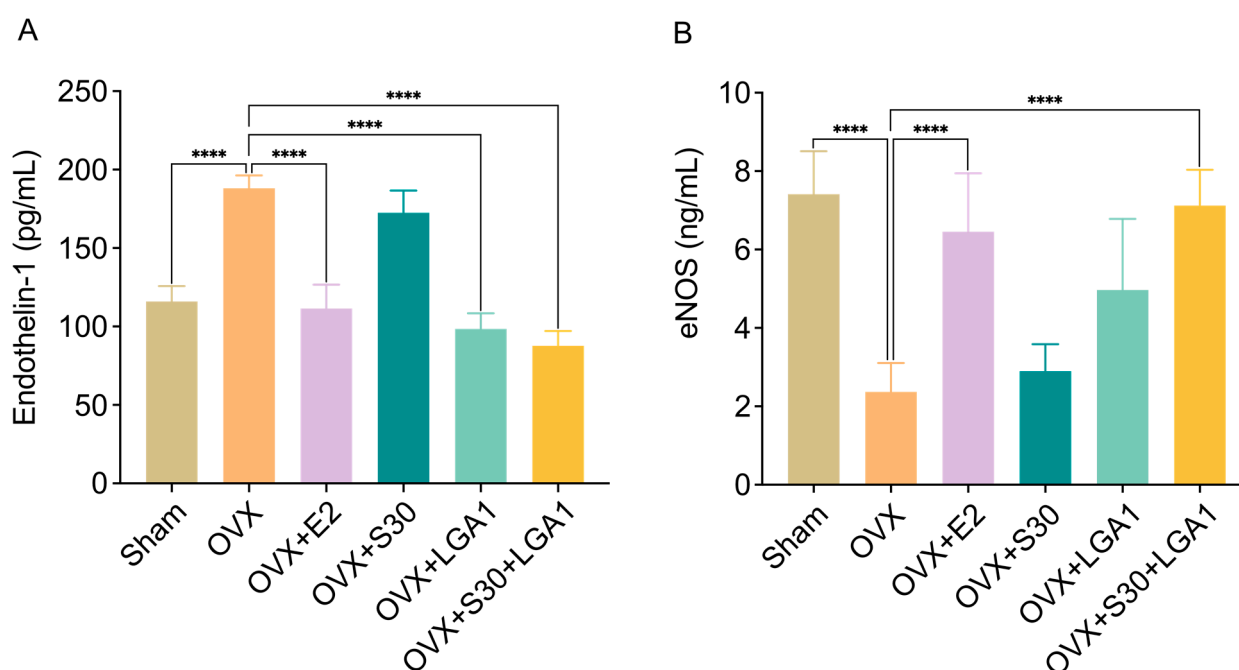 A
Endothelin-1 (pg/mL)
250
200
150
100
50
0
****
****
****
****
Sham
OVX
OVX+E2
OVX+S30
OVX+LGA1
OVX+S30+LGA1
B
eNOS (ng/mL)
10
8
6
4
2
0
****
****
****
Sham
OVX
OVX+E2
OVX+S30
OVX+LGA1
OVX+S30+LGA1